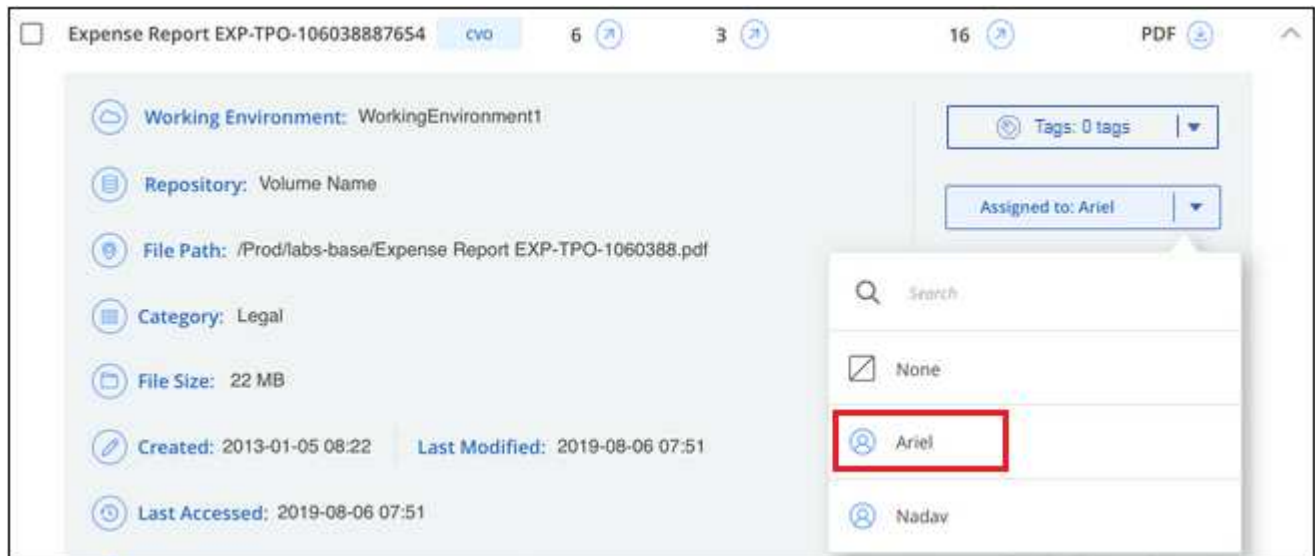 Expense Report EXP-TPO-106038887654 CVO 6 3 16 PDF
Working Environment: WorkingEnvironment1
Tags: 0 tags
Repository: Volume Name
Assigned to: Ariel
File Path: /Prod/labs-base/Expense Report EXP-TPO-1060388.pdf
Search
Category: Legal
None
File Size: 22 MB
Ariel
Created: 2013-01-05 08:22 Last Modified: 2019-08-06 07:51
Last Accessed: 2019-08-06 07:51
Nadav